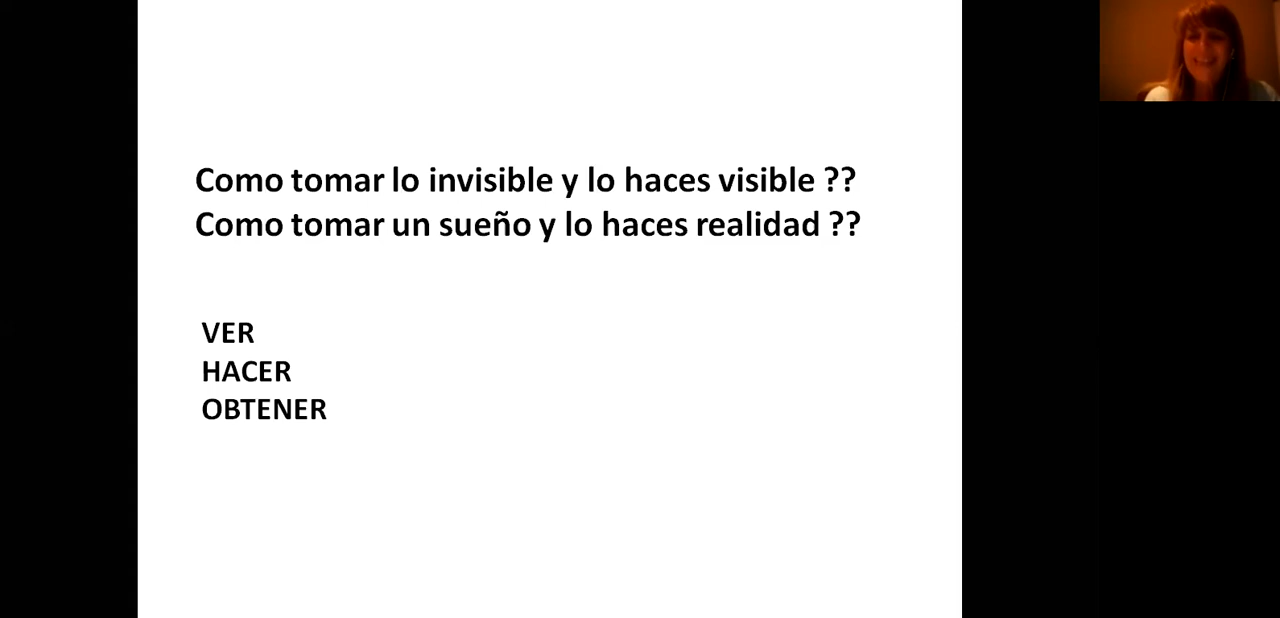 Como tomar lo invisible y lo haces visible ??
Como tomar un sueño y lo haces realidad ??
VER
HACER
OBTENER